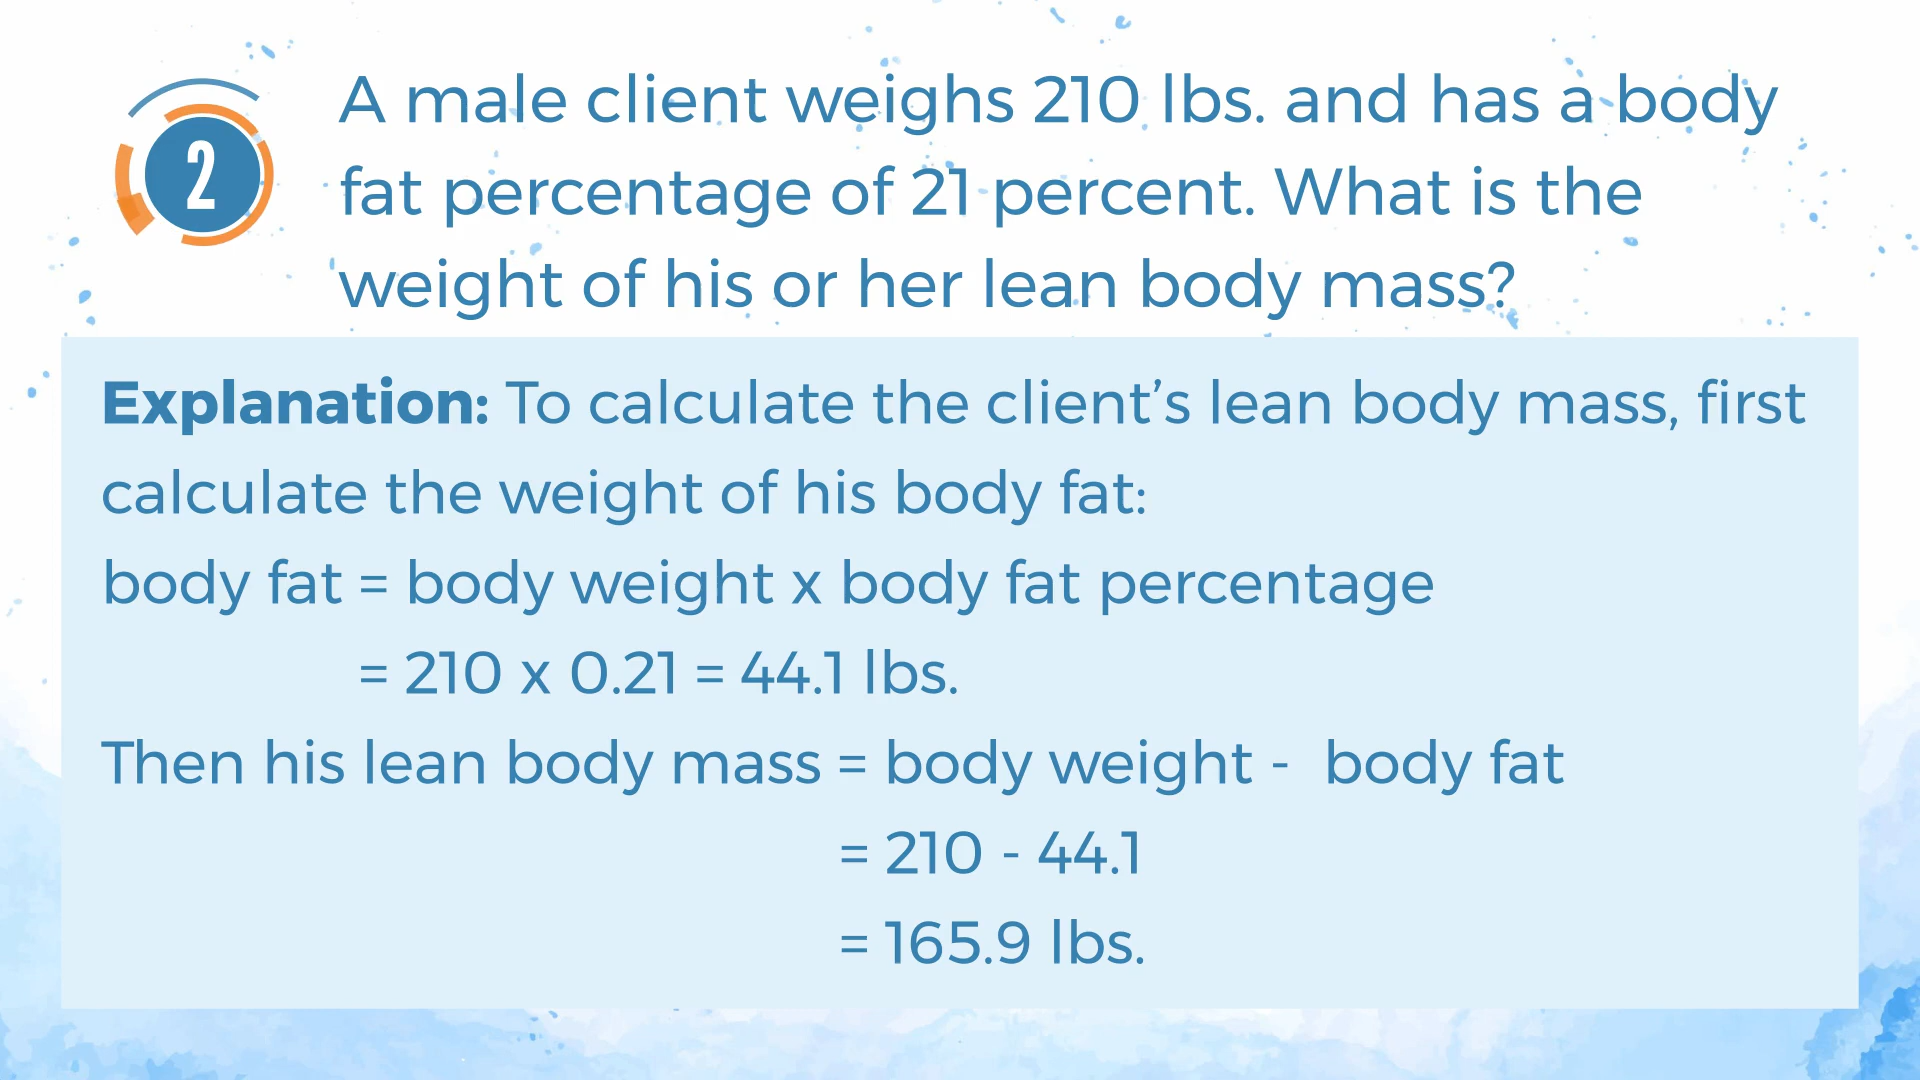 2
A male client weighs 210 lbs. and has a body
fat percentage of 21 percent. What is the
weight of his or her lean body mass?
Explanation: To calculate the client’s lean body mass, first
calculate the weight of his body fat:
body fat = body weight x body fat percentage
= 210 x 0.21 = 44.1 lbs.
Then his lean body mass = body weight - body fat
= 210 - 44.1
= 165.9 lbs.